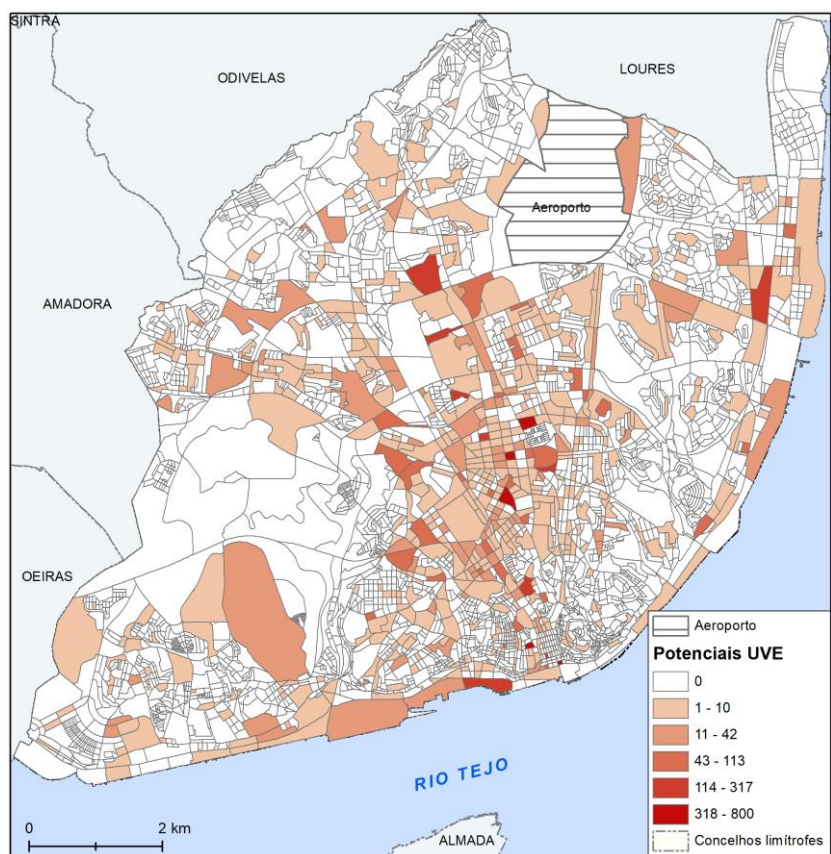 SINTRA
ODIVELAS
LOURES
Aeroporto
AMADORA
OEIRAS
RIO TEJO
ALMADA
0 2 km
Aeroporto
Potenciais UVE
0
1 - 10
11 - 42
43 - 113
114 - 317
318 - 800
Concelhos limítrofes